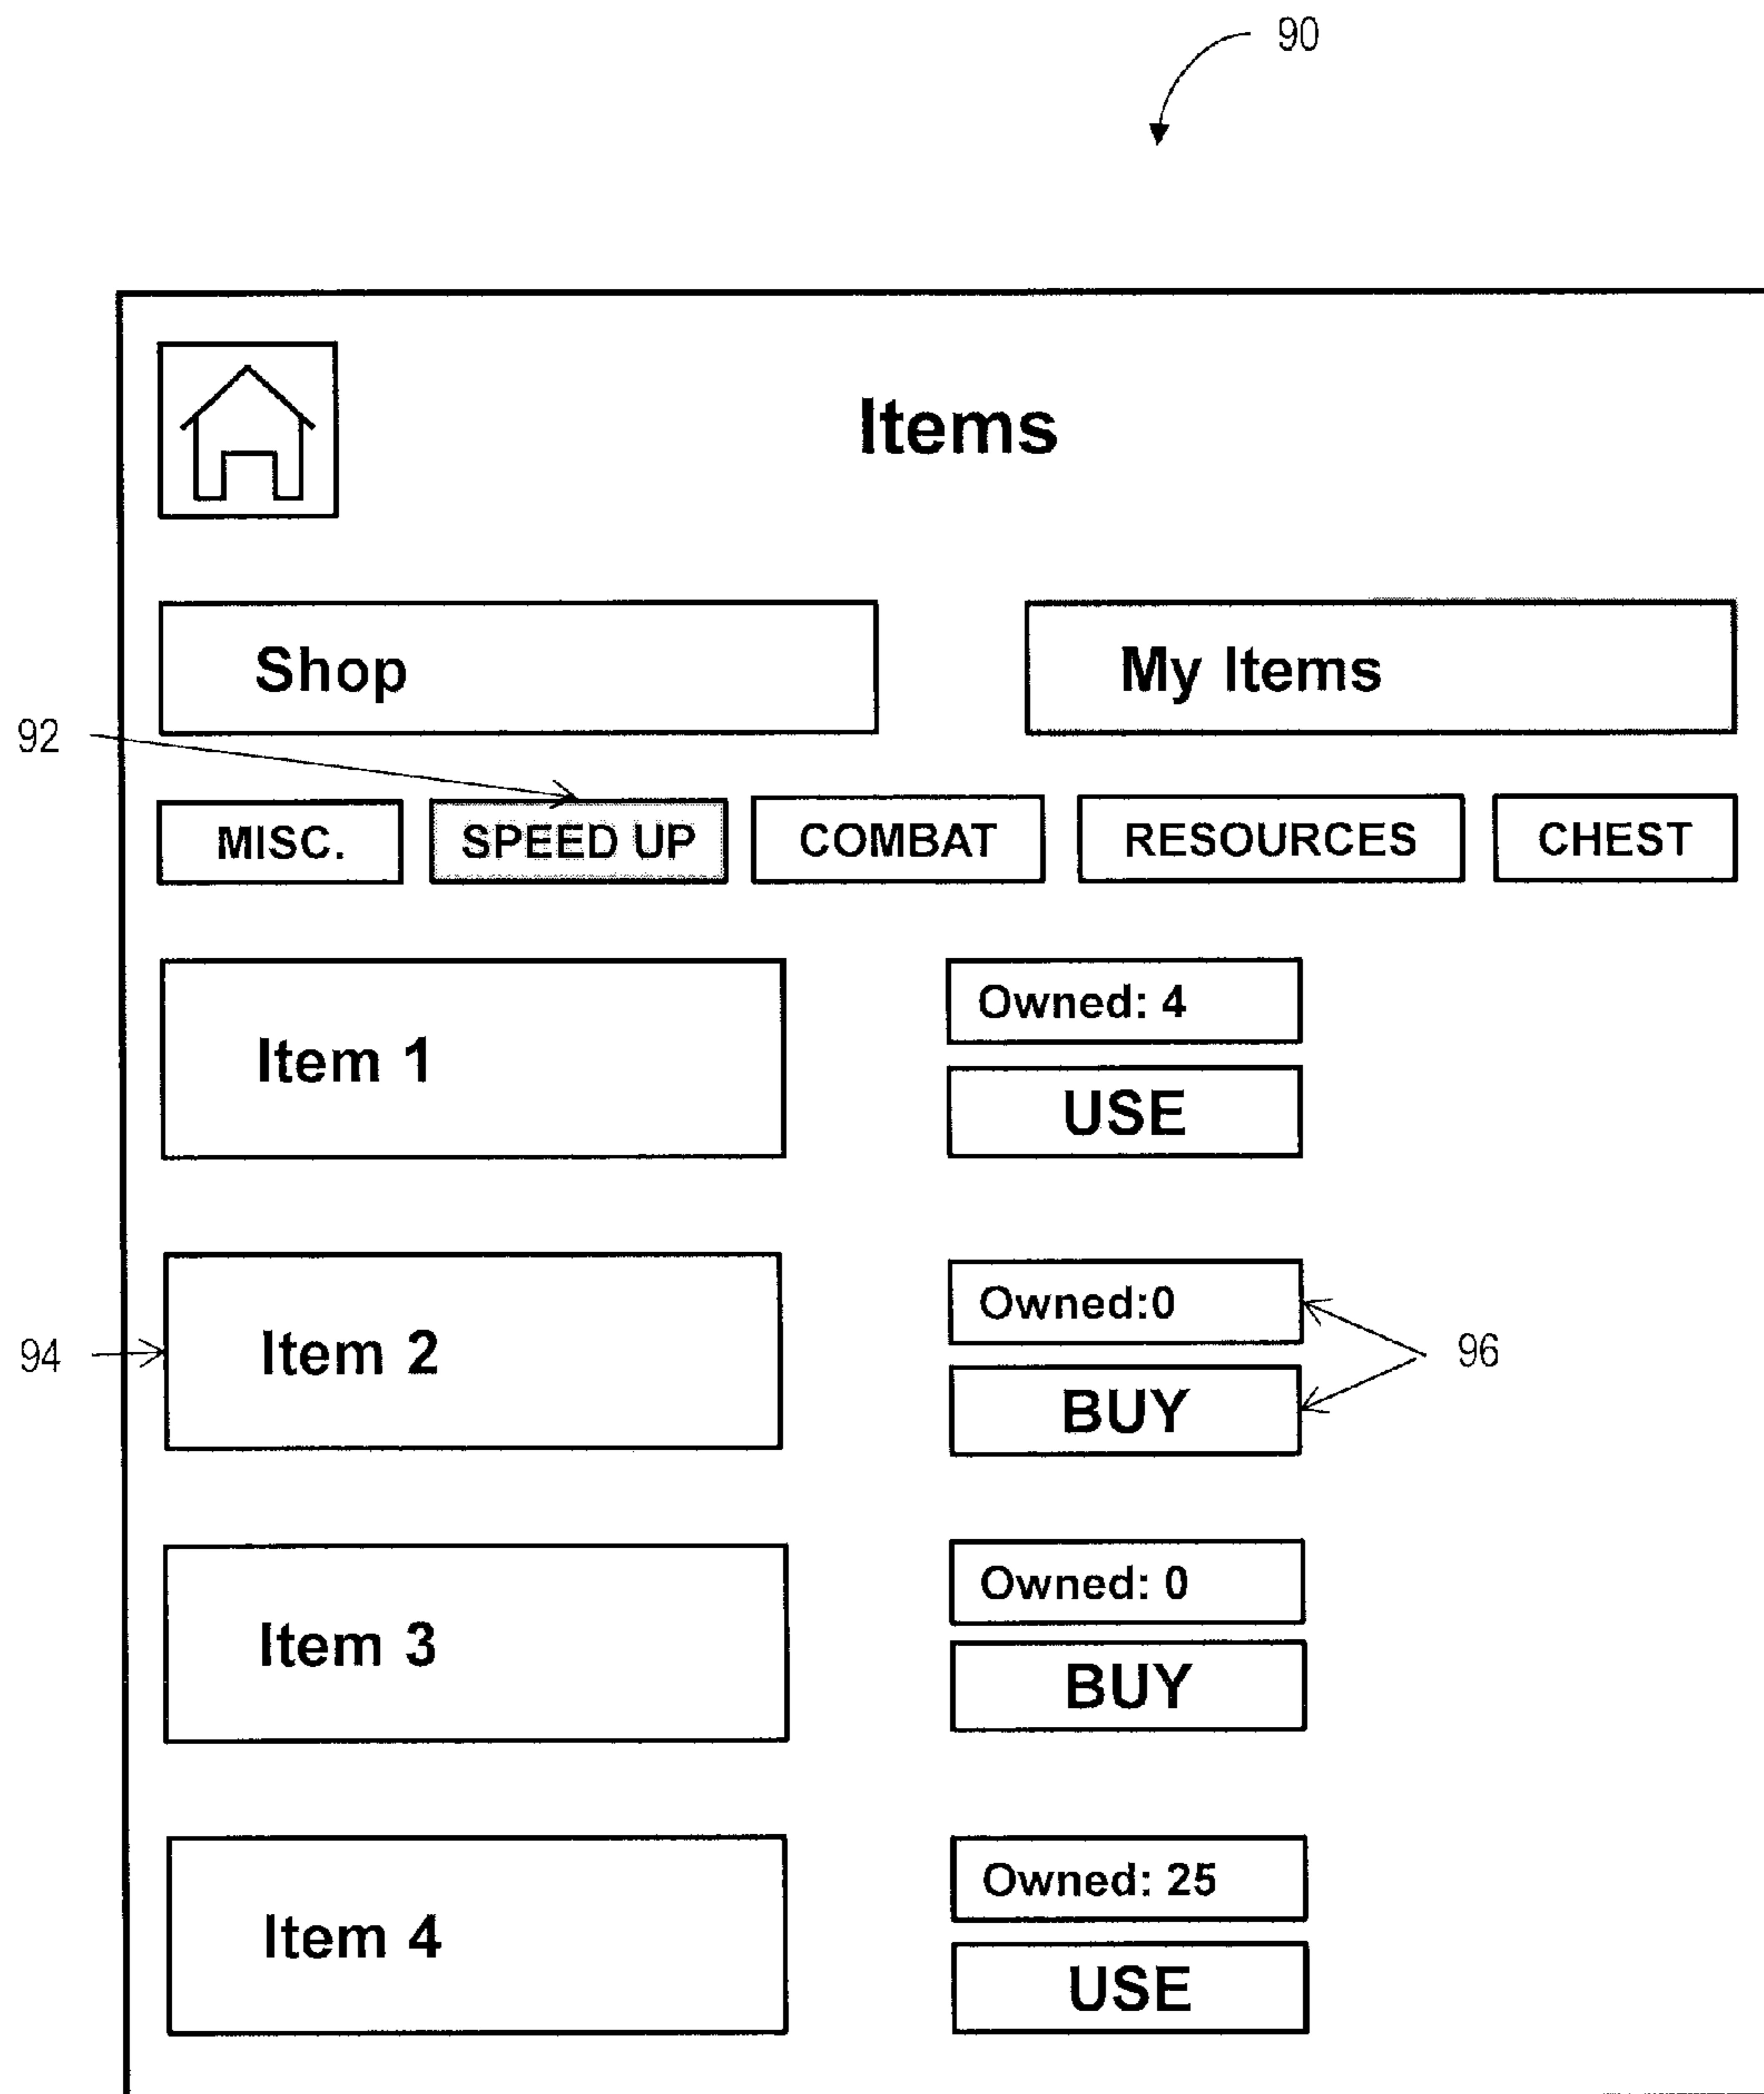 90
Items
Shop
My Items
92
MISC.
SPEED UP
COMBAT
RESOURCES
CHEST
Item 1
Owned: 4
USE
94
Item 2
Owned:0
BUY
96
Item 3
Owned: 0
BUY
Item 4
Owned: 25
USE